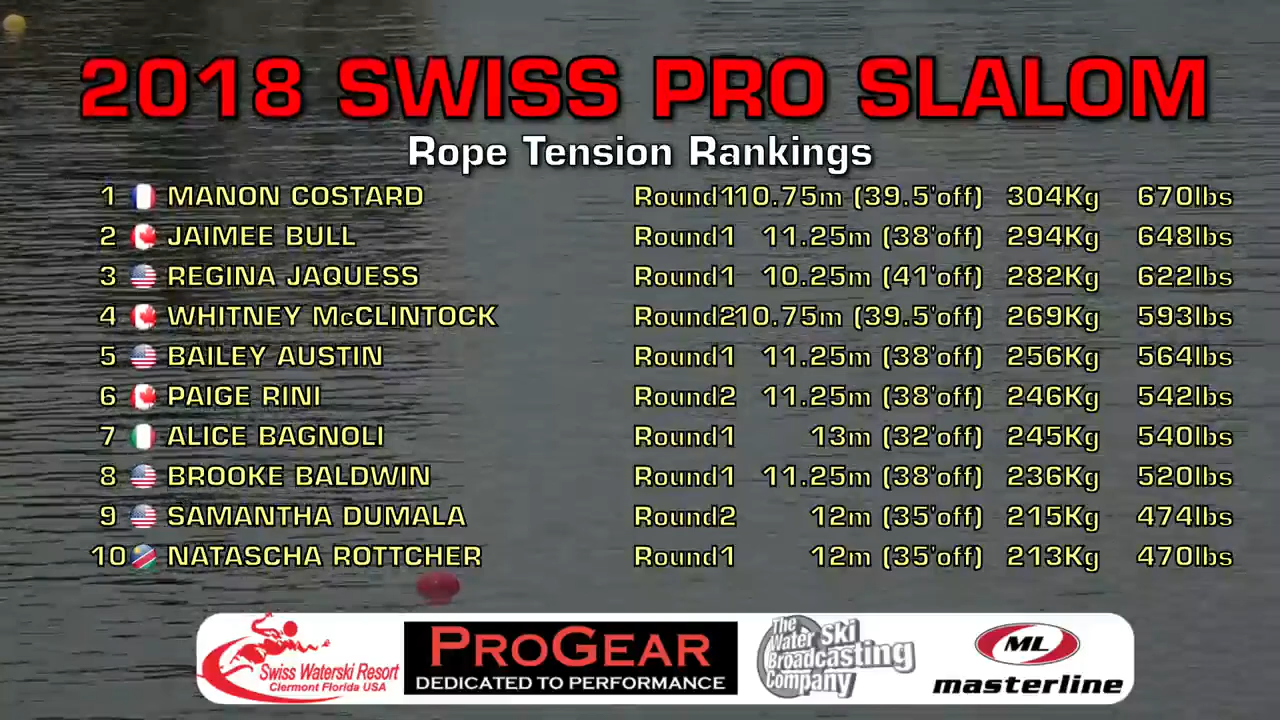 2018 SWISS PRO SLALOM
Rope Tension Rankings
1 MANON COSTARD Round1 10.75m (39.5'off) 304Kg 670lbs
2 JAIMEE BULL Round1 11.25m (38'off) 294Kg 648lbs
3 REGINA JAQUESS Round1 10.25m (41'off) 282Kg 622lbs
4 WHITNEY McCLINTOCK Round2 10.75m (39.5'off) 269Kg 593lbs
5 BAILEY AUSTIN Round1 11.25m (38'off) 256Kg 564lbs
6 PAIGE RINI Round2 11.25m (38'off) 246Kg 542lbs
7 ALICE BAGNOLI Round1 13m (32'off) 245Kg 540lbs
8 BROOKE BALDWIN Round1 11.25m (38'off) 236Kg 520lbs
9 SAMANTHA DUMALA Round2 12m (35'off) 215Kg 474lbs
10 NATASCHA ROTTCHER Round1 12m (35'off) 213Kg 470lbs
Swiss Waterski Resort
Clermont Florida USA
PROGEAR
DEDICATED TO PERFORMANCE
The
Water Ski
Broadcasting
Company
ML
masterline